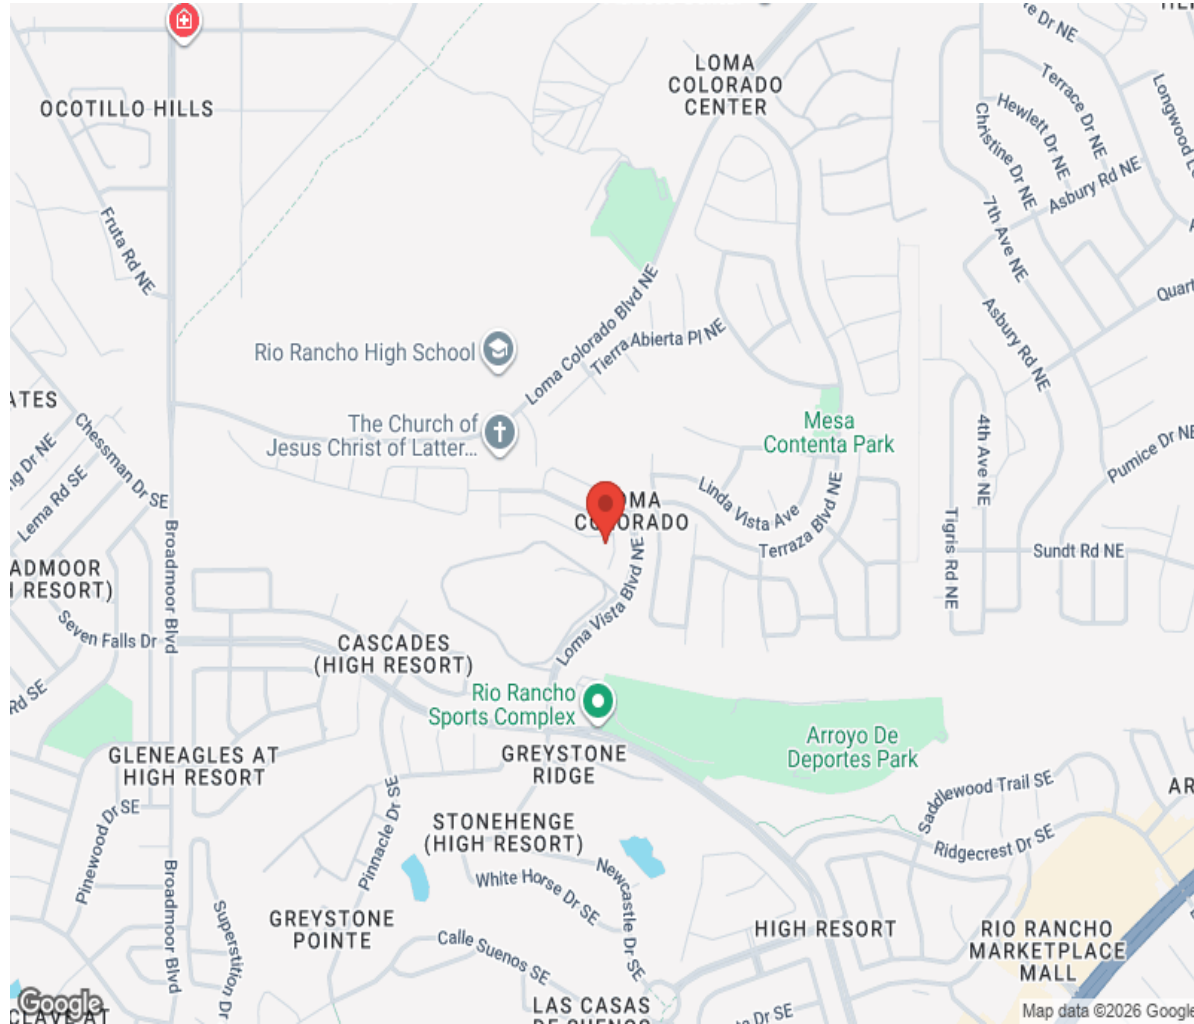 LOMA
COLORADO
CENTER
OCOTILLO HILLS
Terrace Dr NE
Hewlett Dr NE
Christine Dr NE
Asbury Rd NE
7th Ave NE
Fruta Rd NE
Loma Colorado Blvd NE
Tierra Abierta Pl NE
Asbury Rd NE
Rio Rancho High School
The Church of
Jesus Christ of Latter...
Mesa
Contenta Park
4th Ave NE
Pumice Dr NE
Chessman Dr SE
Lema Rd SE
Linda Vista Ave
Terraza Blvd NE
Tigris Rd NE
Sundt Rd NE
COLORADO
Broadmoor Blvd
Loma Vista Blvd NE
Seven Falls Dr
CASCADES
(HIGH RESORT)
Rio Rancho
Sports Complex
Arroyo De
Deportes Park
GLENEAGLES AT
HIGH RESORT
GREYSTONE
RIDGE
Pinewood Dr SE
Pinnacle Dr SE
STONEHENGE
(HIGH RESORT)
Saddlewood Trail SE
Ridgecrest Dr SE
White Horse Dr SE
Newcastle Dr SE
Broadmoor Blvd
Superstition Dr
GREYSTONE
POINTE
Calle Suenos SE
HIGH RESORT
RIO RANCHO
MARKETPLACE
MALL
LAS CASAS
Google
Map data ©2026 Google